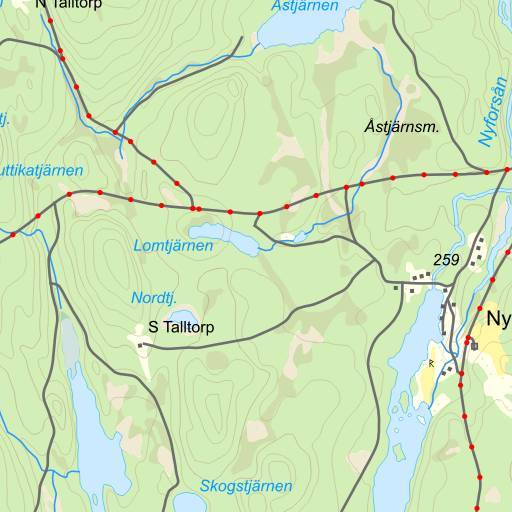 N Talltorp
Åstjärnen
Nyforsån
Åstjärnsm.
tj.
uttikatjärnen
Lomtjärnen
259
Nordtj.
S Talltorp
Ny
Skogstjärnen